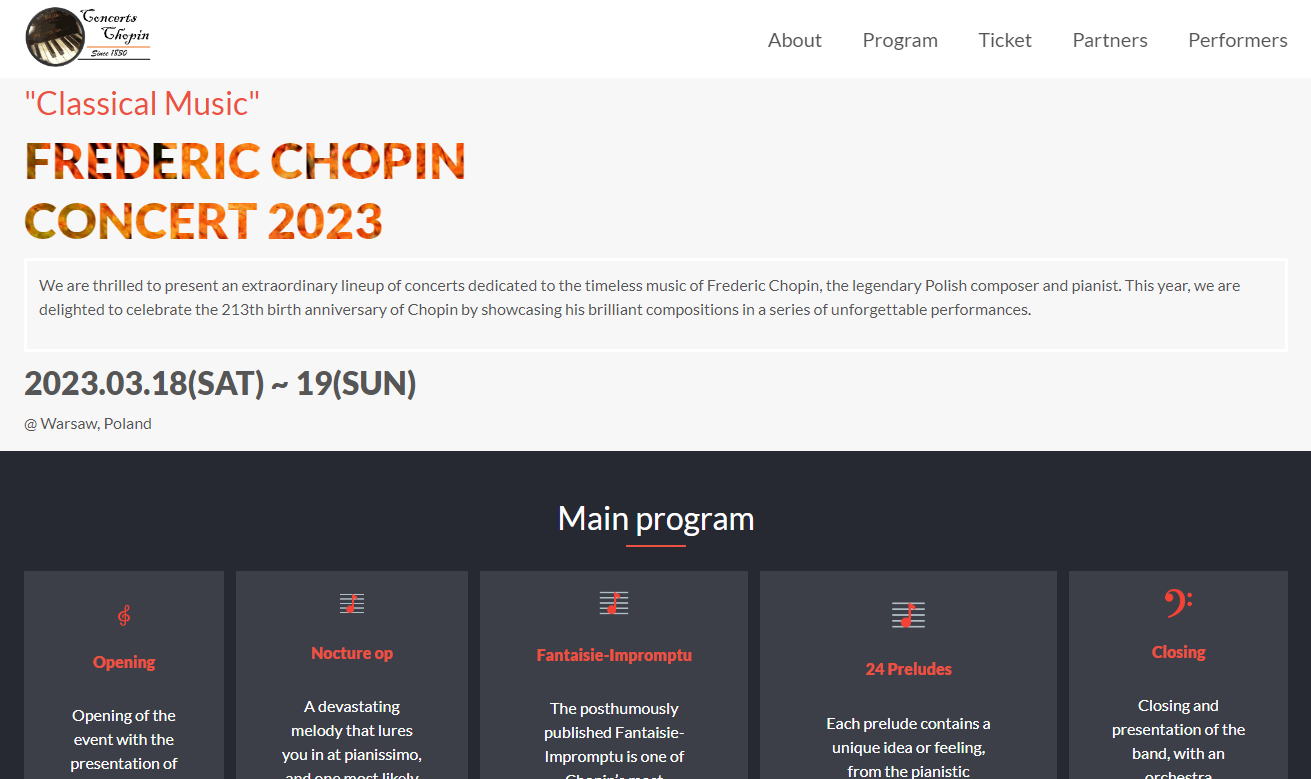 Concerts
Chopin
Since 1830
About Program Ticket Partners Performers
"Classical Music"
FREDERIC CHOPIN
CONCERT 2023
We are thrilled to present an extraordinary lineup of concerts dedicated to the timeless music of Frederic Chopin, the legendary Polish composer and pianist. This year, we are
delighted to celebrate the 213th birth anniversary of Chopin by showcasing his brilliant compositions in a series of unforgettable performances.
2023.03.18(SAT) ~ 19(SUN)
@ Warsaw, Poland
Main program
Opening
Opening of the
event with the
presentation of
Nocture op
A devastating
melody that lures
you in at pianissimo,
and one most likely
Fantaisie-Impromptu
The posthumously
published Fantaisie-
Impromptu is one of
Chopin's most
24 Preludes
Each prelude contains a
unique idea or feeling,
from the pianistic
Closing
Closing and
presentation of the
band, with an
orchestra